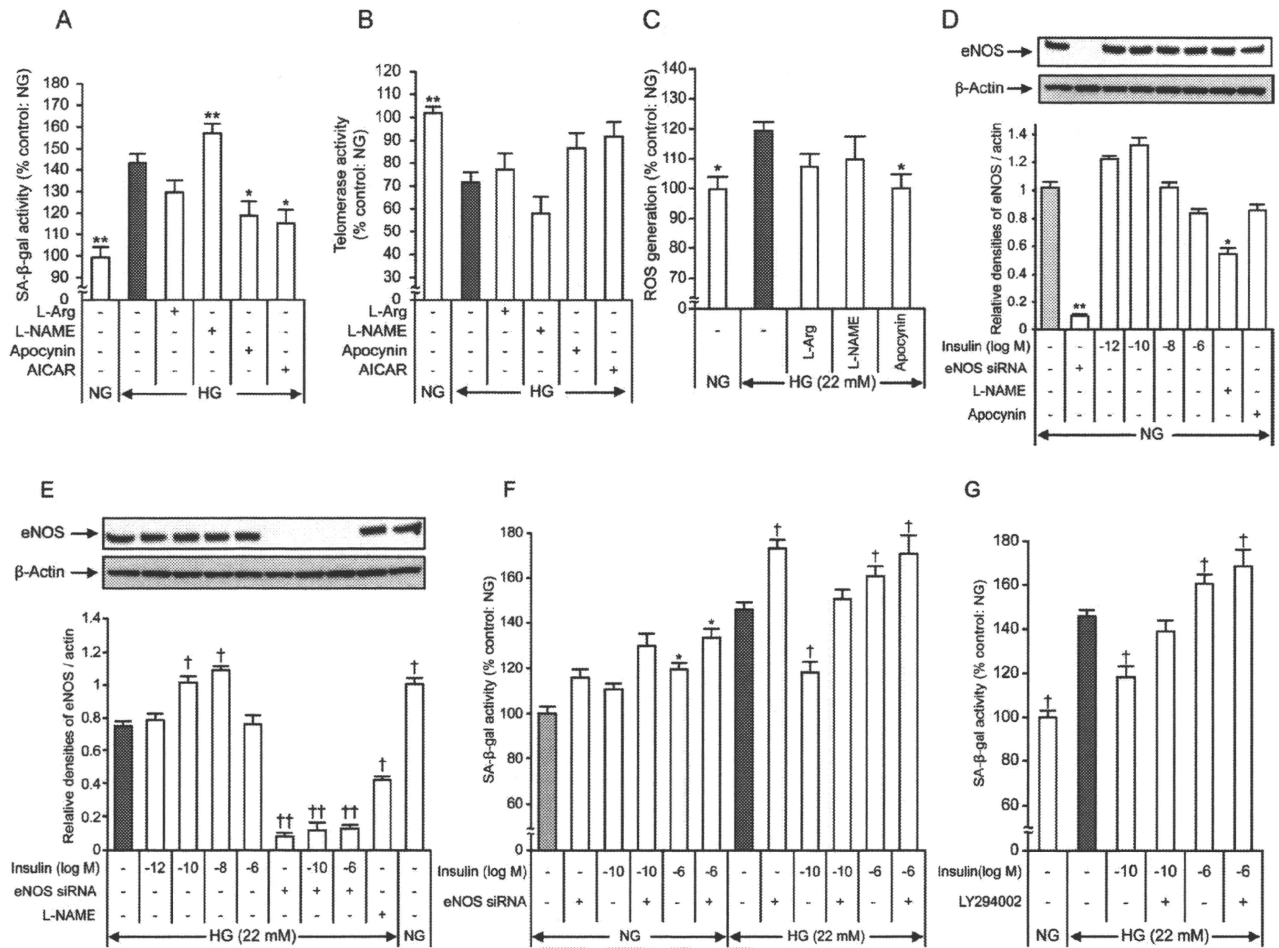 A
SA-β-gal activity (% control: NG)
180
170
160
150
140
130
120
110
100
90
0
** ** * *
L-Arg - - + - - -
L-NAME - - - + - -
Apocynin - - - - + -
AICAR - - - - - +
NG HG
B
Telomerase activity
(% control: NG)
120
110
100
90
80
70
60
50
40
30
0
**
L-Arg - - + - - -
L-NAME - - - + - -
Apocynin - - - - + -
AICAR - - - - - +
NG HG
C
ROS generation (% control: NG)
140
130
120
110
100
90
80
70
0
* *
- - L-Arg L-NAME Apocynin
NG HG (22 mM)
D
eNOS
β-Actin
Relative densities of eNOS / actin
1.4
1.2
1
0.8
0.6
0.4
0.2
0
** *
Insulin (log M) - - -12 -10 -8 -6 - -
eNOS siRNA - + - - - - - -
L-NAME - - - - - - + -
Apocynin - - - - - - - +
NG
E
eNOS
β-Actin
Relative densities of eNOS / actin
1.4
1.2
1
0.8
0.6
0.4
0.2
0
† † †† †† †† † †
Insulin (log M) - -12 -10 -8 -6 - -10 -6 - -
eNOS siRNA - - - - - + + + - -
L-NAME - - - - - - - - + -
HG (22 mM) NG
F
SA-β-gal activity (% control: NG)
180
160
140
120
100
80
60
0
* * † † † †
Insulin (log M) - - -10 -10 -6 -6 - - -10 -10 -6 -6
eNOS siRNA - + - + - + - + - + - +
NG HG (22 mM)
G
SA-β-gal activity (% control: NG)
180
160
140
120
100
80
60
0
† † † †
Insulin(log M) - - -10 -10 -6 -6
LY294002 - - - + - +
NG HG (22 mM)